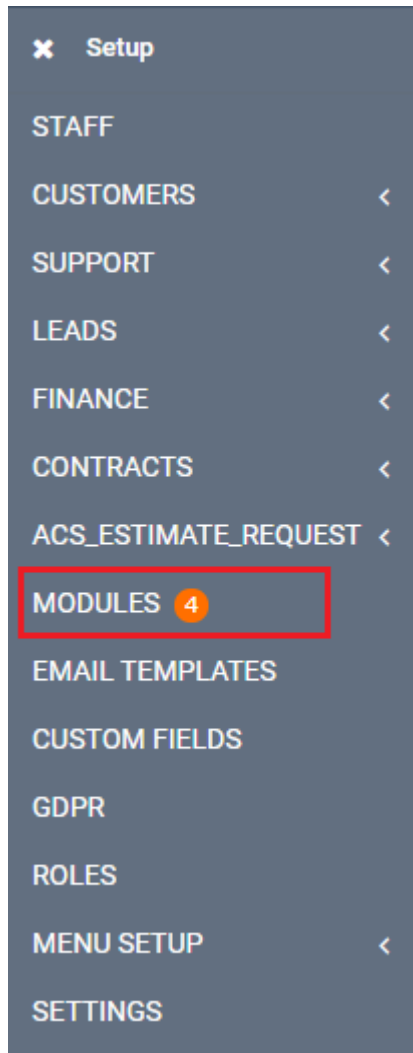 Setup
STAFF
CUSTOMERS
SUPPORT
LEADS
FINANCE
CONTRACTS
ACS_ESTIMATE_REQUEST
MODULES 4
EMAIL TEMPLATES
CUSTOM FIELDS
GDPR
ROLES
MENU SETUP
SETTINGS